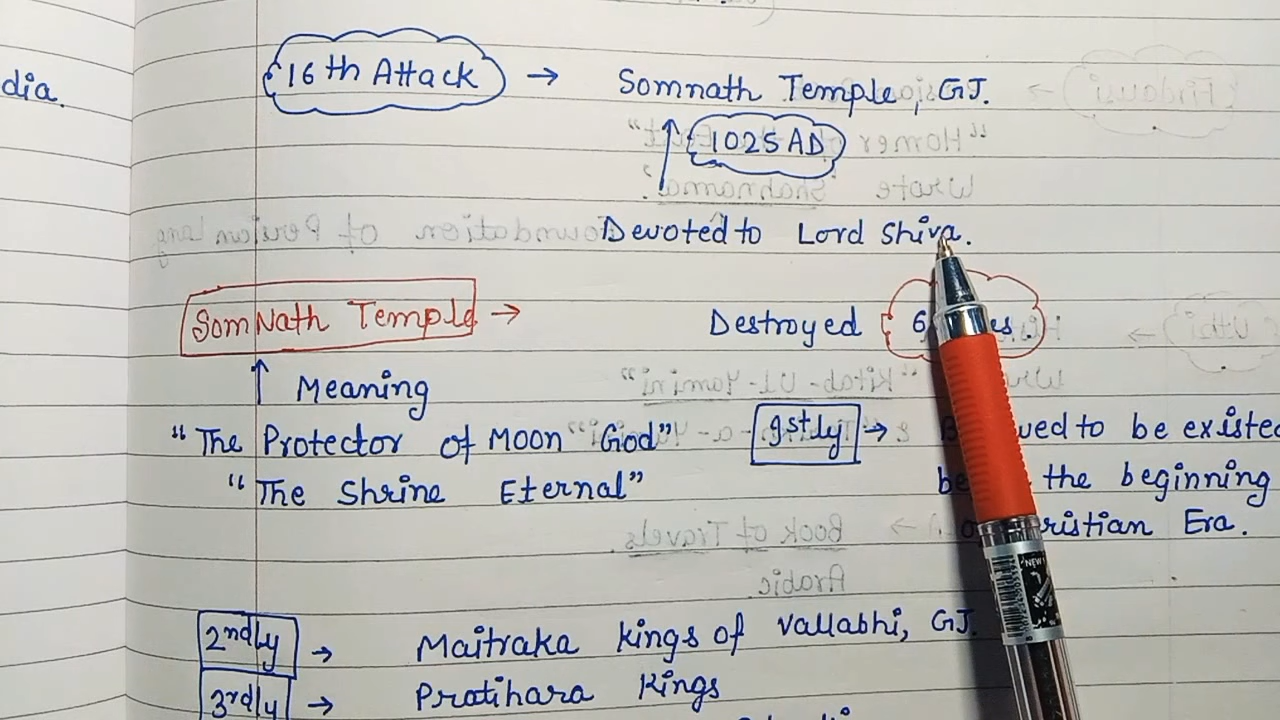 dia.
16th Attack → Somnath Temple, GJ.
1025 AD
Devoted to Lord Shiva.
SomNath Temple → Destroyed 6
Meaning
"The Protector of Moon God"
"The Shrine Eternal"
1stly → to be existed
the beginning
Era.
2ndly → Maitraka kings of Vallabhi, GJ.
3rdly → Pratihara Kings
NEW